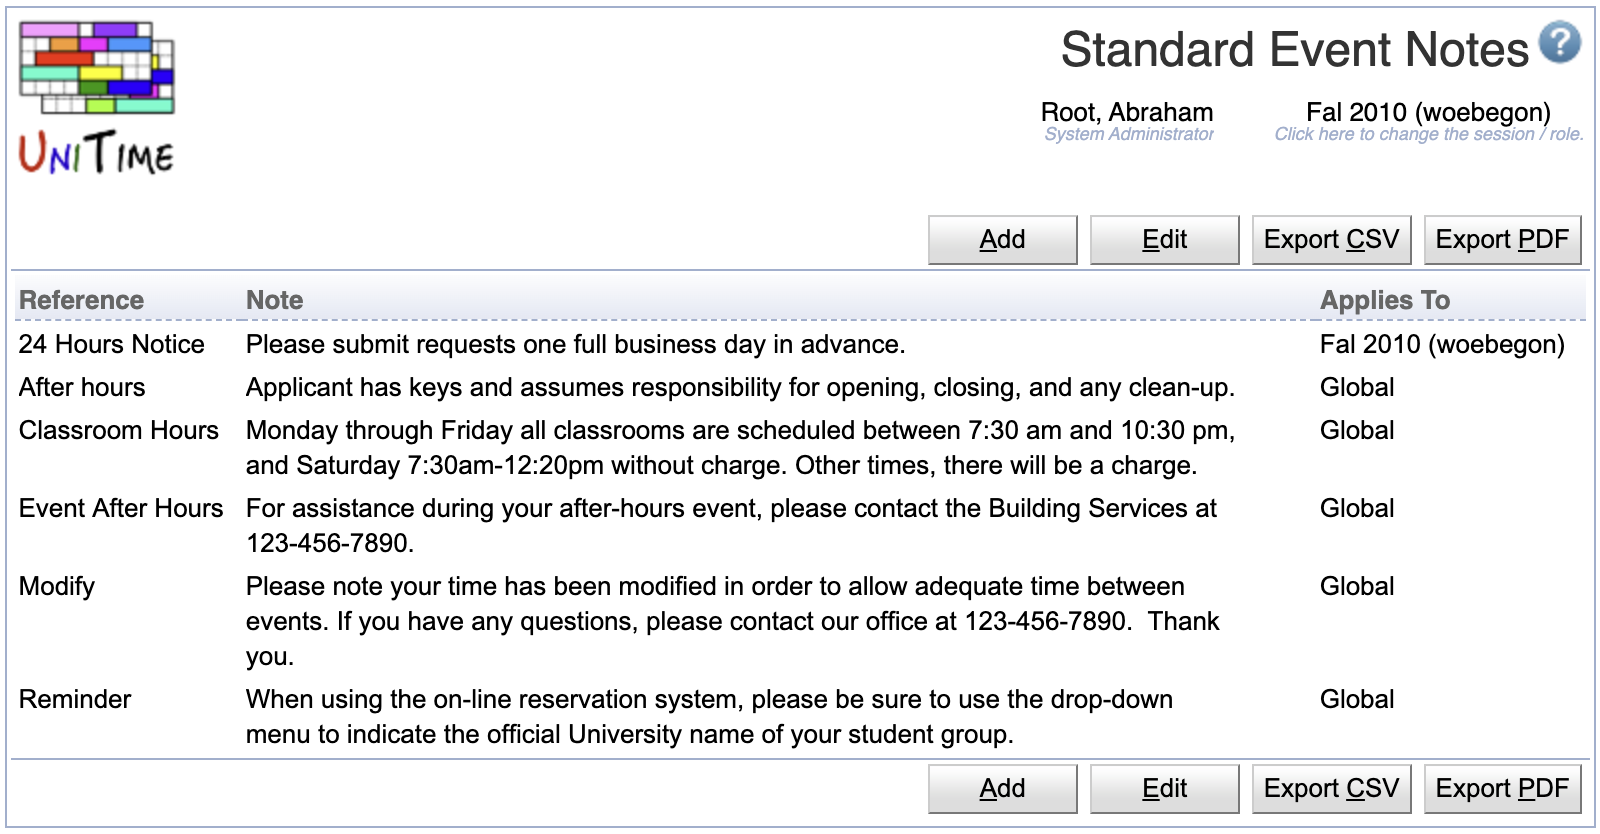 UniTime
Standard Event Notes ?
Root, Abraham Fal 2010 (woebegon)
System Administrator Click here to change the session / role.
Add Edit Export CSV Export PDF
Reference Note Applies To
24 Hours Notice Please submit requests one full business day in advance. Fal 2010 (woebegon)
After hours Applicant has keys and assumes responsibility for opening, closing, and any clean-up. Global
Classroom Hours Monday through Friday all classrooms are scheduled between 7:30 am and 10:30 pm, Global
and Saturday 7:30am-12:20pm without charge. Other times, there will be a charge.
Event After Hours For assistance during your after-hours event, please contact the Building Services at Global
123-456-7890.
Modify Please note your time has been modified in order to allow adequate time between Global
events. If you have any questions, please contact our office at 123-456-7890.  Thank
you.
Reminder When using the on-line reservation system, please be sure to use the drop-down Global
menu to indicate the official University name of your student group.
Add Edit Export CSV Export PDF